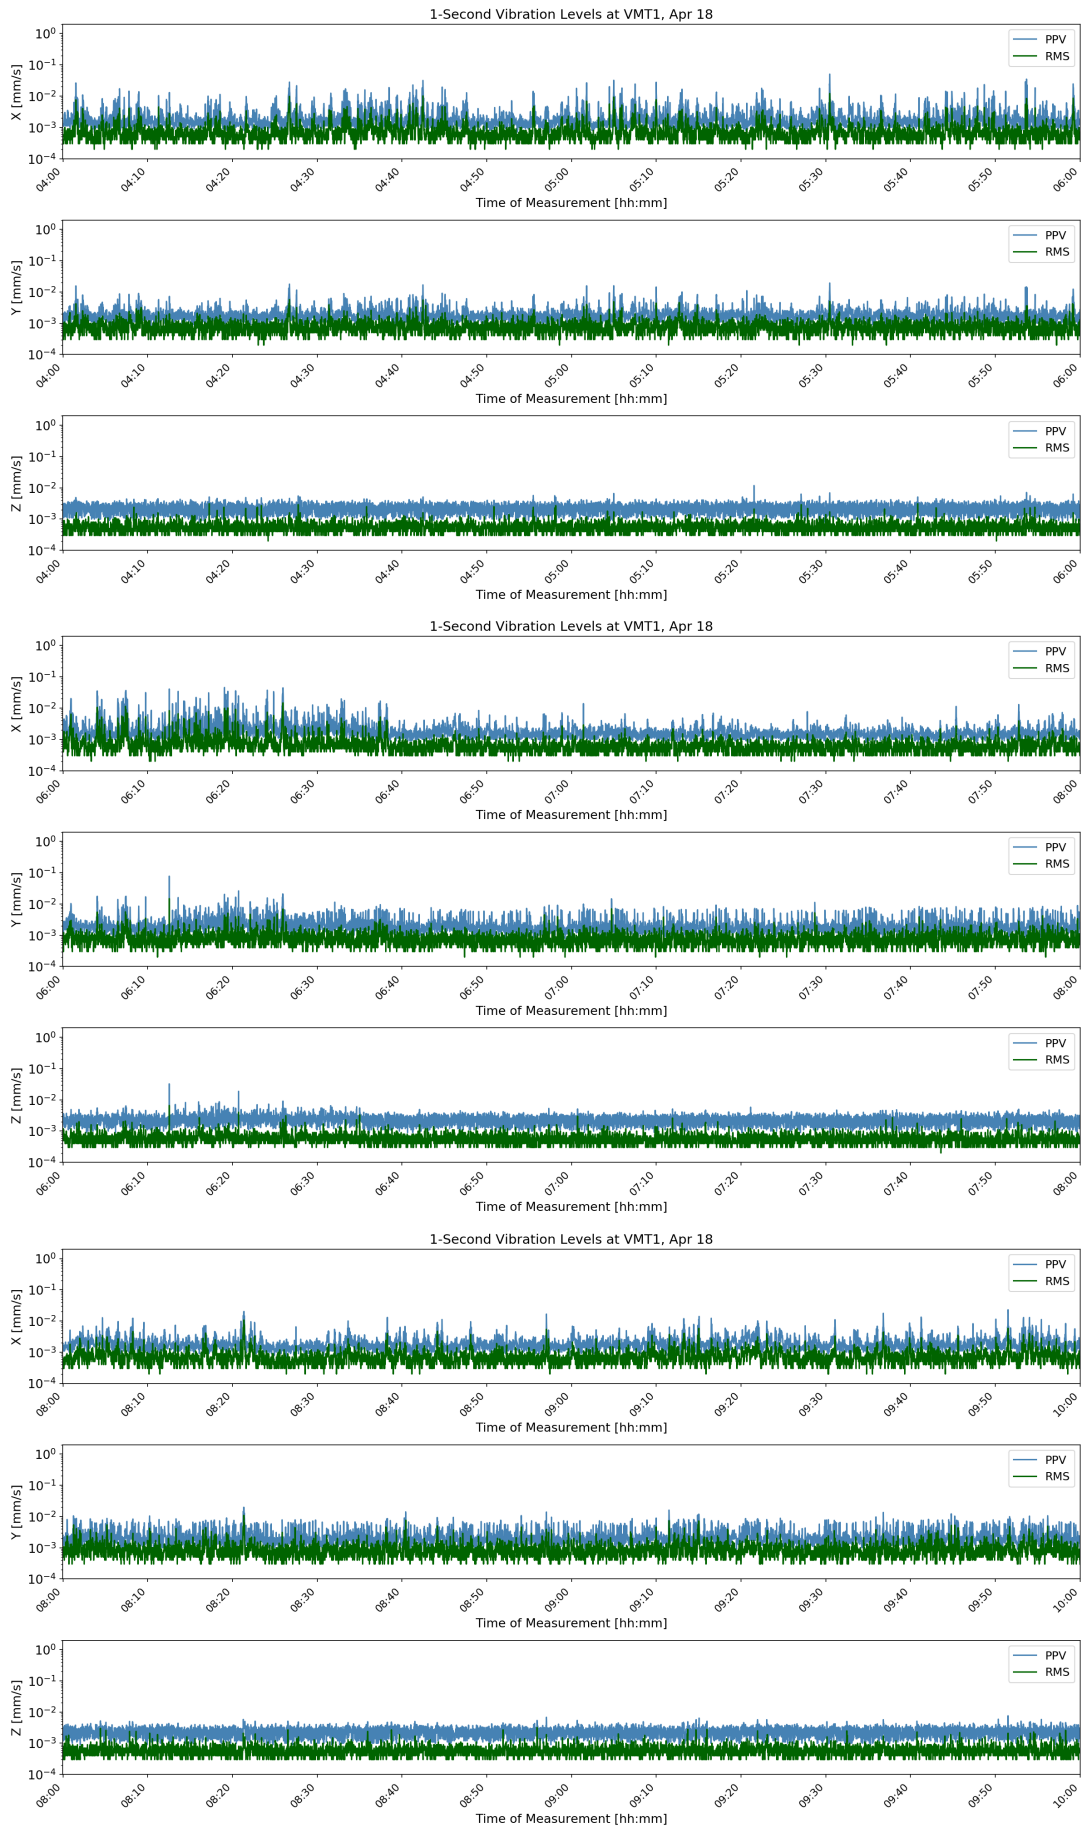 1-Second Vibration Levels at VMT1, Apr 18
X [mm/s]
10⁰
10⁻¹
10⁻²
10⁻³
10⁻⁴
PPV
RMS
04:00 04:10 04:20 04:30 04:40 04:50 05:00 05:10 05:20 05:30 05:40 05:50 06:00
Time of Measurement [hh:mm]
Y [mm/s]
10⁰
10⁻¹
10⁻²
10⁻³
10⁻⁴
PPV
RMS
04:00 04:10 04:20 04:30 04:40 04:50 05:00 05:10 05:20 05:30 05:40 05:50 06:00
Time of Measurement [hh:mm]
Z [mm/s]
10⁰
10⁻¹
10⁻²
10⁻³
10⁻⁴
PPV
RMS
04:00 04:10 04:20 04:30 04:40 04:50 05:00 05:10 05:20 05:30 05:40 05:50 06:00
Time of Measurement [hh:mm]
1-Second Vibration Levels at VMT1, Apr 18
X [mm/s]
10⁰
10⁻¹
10⁻²
10⁻³
10⁻⁴
PPV
RMS
06:00 06:10 06:20 06:30 06:40 06:50 07:00 07:10 07:20 07:30 07:40 07:50 08:00
Time of Measurement [hh:mm]
Y [mm/s]
10⁰
10⁻¹
10⁻²
10⁻³
10⁻⁴
PPV
RMS
06:00 06:10 06:20 06:30 06:40 06:50 07:00 07:10 07:20 07:30 07:40 07:50 08:00
Time of Measurement [hh:mm]
Z [mm/s]
10⁰
10⁻¹
10⁻²
10⁻³
10⁻⁴
PPV
RMS
06:00 06:10 06:20 06:30 06:40 06:50 07:00 07:10 07:20 07:30 07:40 07:50 08:00
Time of Measurement [hh:mm]
1-Second Vibration Levels at VMT1, Apr 18
X [mm/s]
10⁰
10⁻¹
10⁻²
10⁻³
10⁻⁴
PPV
RMS
08:00 08:10 08:20 08:30 08:40 08:50 09:00 09:10 09:20 09:30 09:40 09:50 10:00
Time of Measurement [hh:mm]
Y [mm/s]
10⁰
10⁻¹
10⁻²
10⁻³
10⁻⁴
PPV
RMS
08:00 08:10 08:20 08:30 08:40 08:50 09:00 09:10 09:20 09:30 09:40 09:50 10:00
Time of Measurement [hh:mm]
Z [mm/s]
10⁰
10⁻¹
10⁻²
10⁻³
10⁻⁴
PPV
RMS
08:00 08:10 08:20 08:30 08:40 08:50 09:00 09:10 09:20 09:30 09:40 09:50 10:00
Time of Measurement [hh:mm]